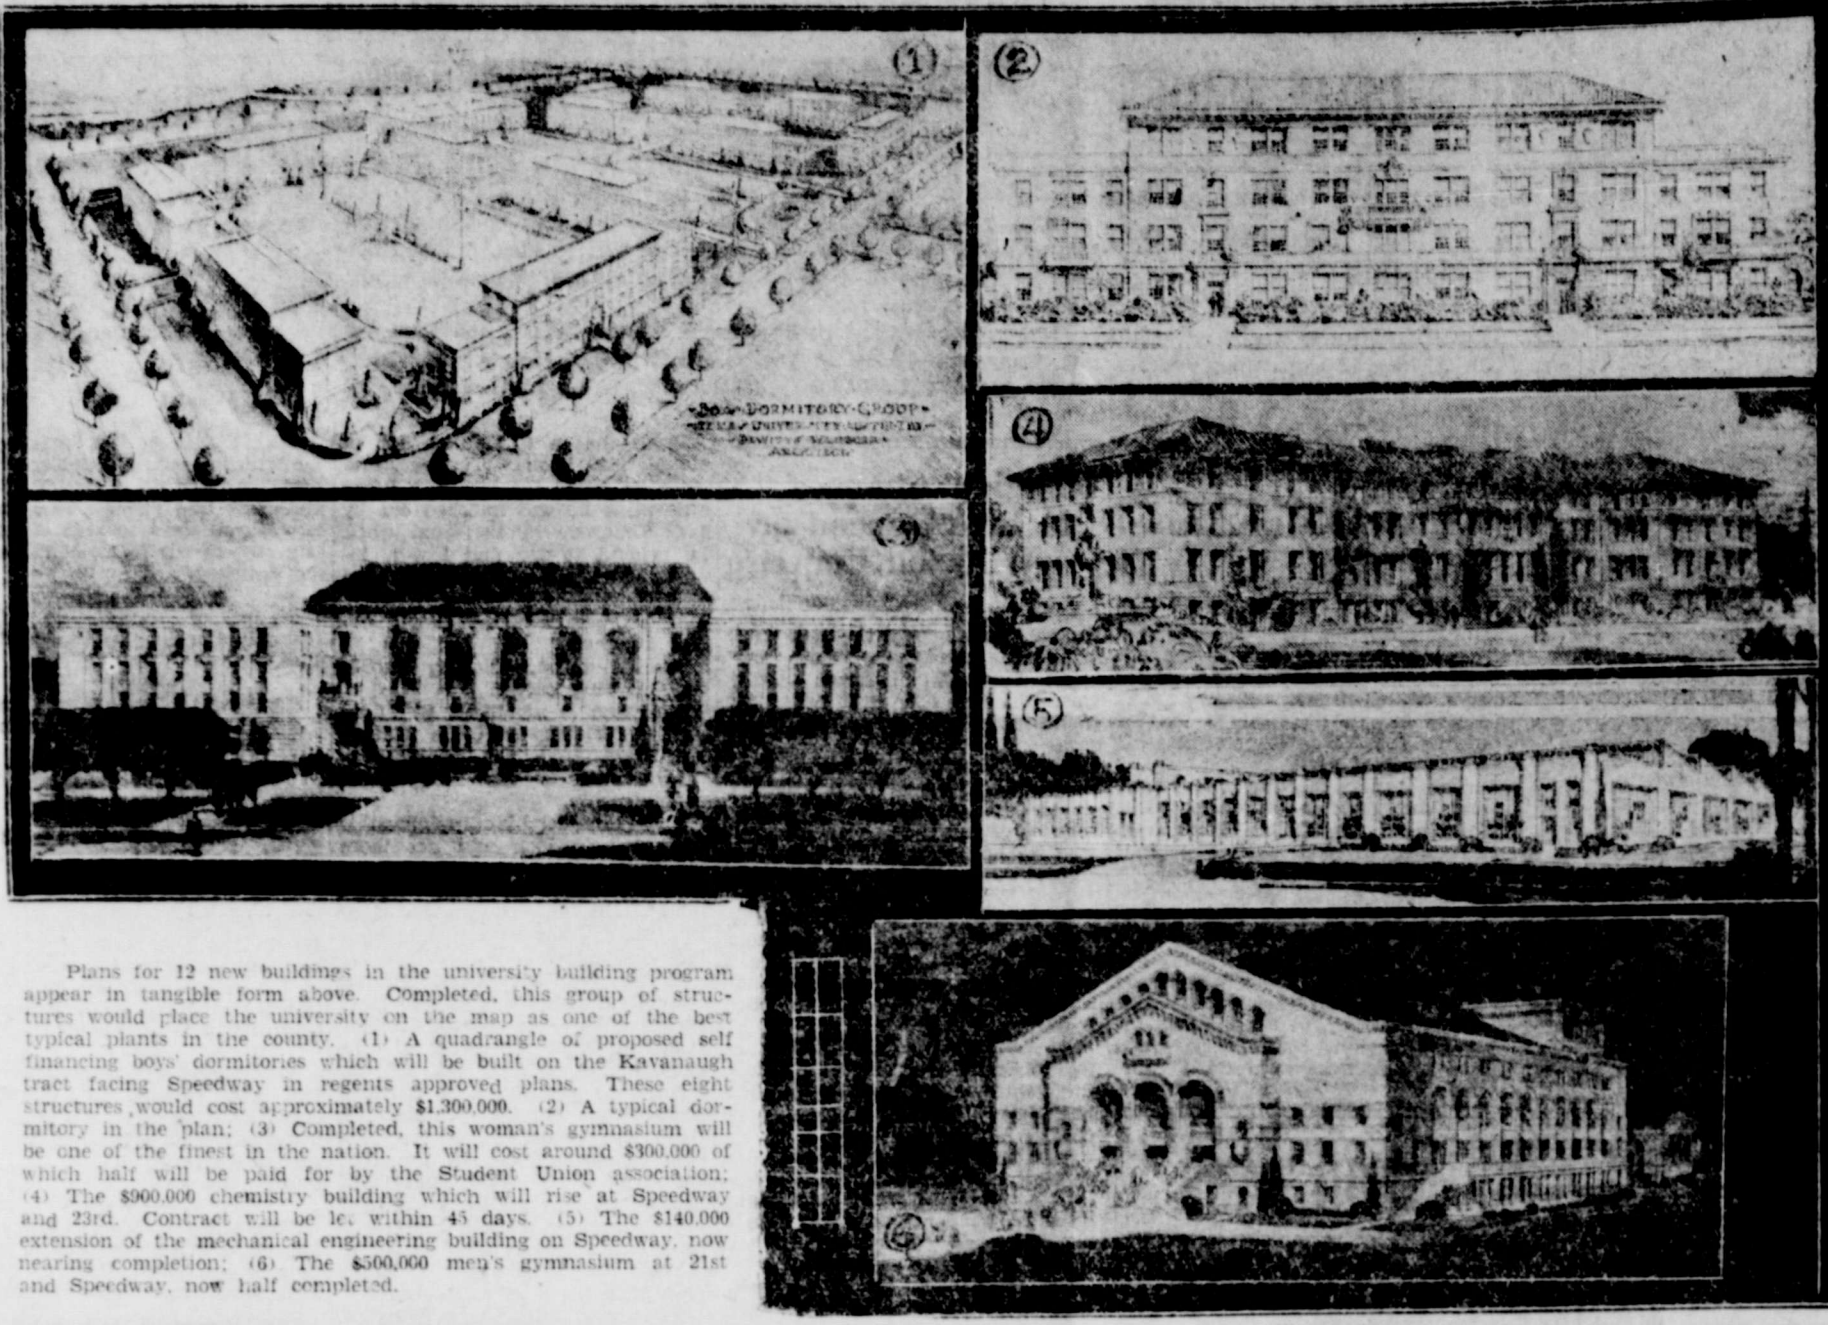 (1)
(2)
BOYS DORMITORY GROUP
TEXAS UNIVERSITY AUSTIN TEX
ARCHITECT
(3)
(4)
(5)
Plans for 12 new buildings in the university building program
appear in tangible form above. Completed, this group of struc-
tures would place the university on the map as one of the best
typical plants in the county. (1) A quadrangle of proposed self
financing boys' dormitories which will be built on the Kavanaugh
tract facing Speedway in regents approved plans. These eight
structures would cost approximately $1,300,000. (2) A typical dor-
mitory in the plan; (3) Completed, this woman's gymnasium will
be one of the finest in the nation. It will cost around $300,000 of
which half will be paid for by the Student Union association;
(4) The $900,000 chemistry building which will rise at Speedway
and 23rd. Contract will be let within 45 days. (5) The $140,000
extension of the mechanical engineering building on Speedway, now
nearing completion; (6) The $500,000 men's gymnasium at 21st
and Speedway, now half completed.
(6)